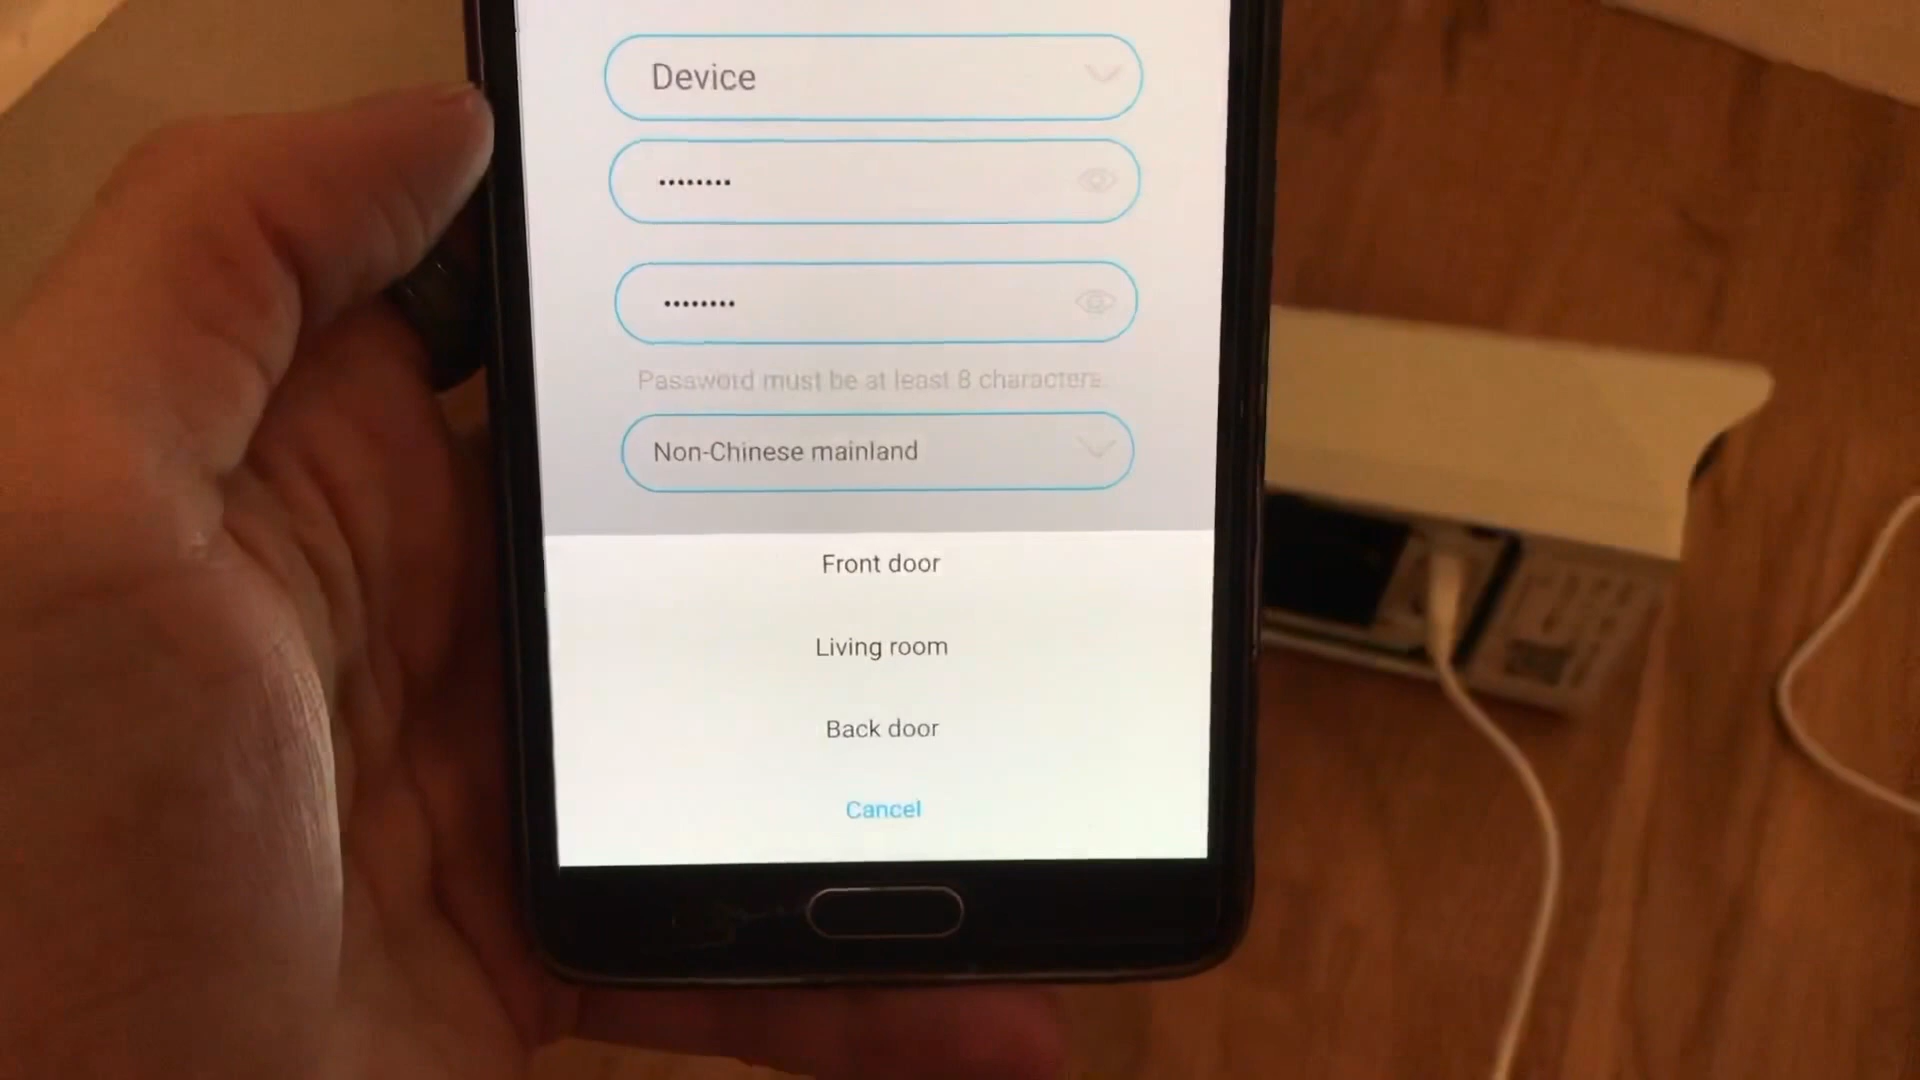 Device
••••••••
••••••••
Password must be at least 8 characters.
Non-Chinese mainland
Front door
Living room
Back door
Cancel